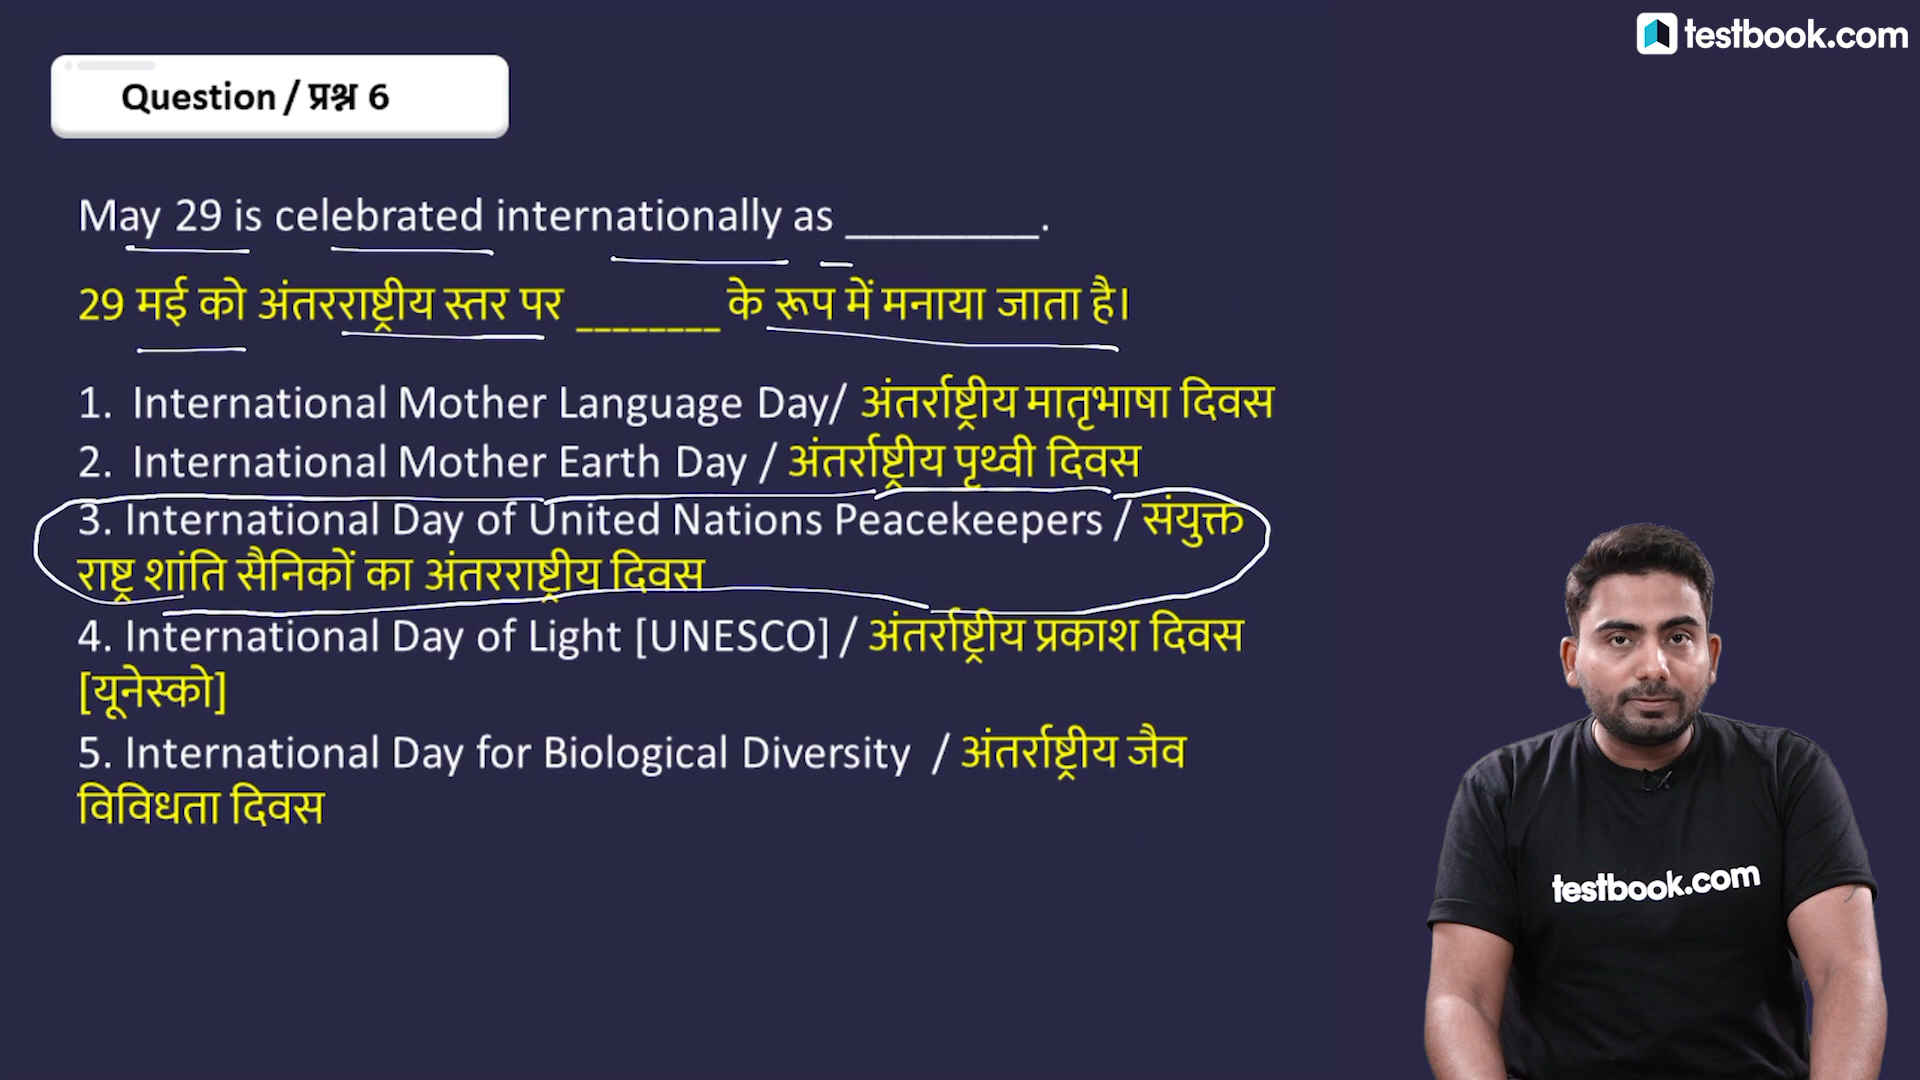 testbook.com
Question / प्रश्न 6
May 29 is celebrated internationally as ________.
29 मई को अंतरराष्ट्रीय स्तर पर ________ के रूप में मनाया जाता है।
1. International Mother Language Day/ अंतर्राष्ट्रीय मातृभाषा दिवस
2. International Mother Earth Day / अंतर्राष्ट्रीय पृथ्वी दिवस
3. International Day of United Nations Peacekeepers / संयुक्त
राष्ट्र शांति सैनिकों का अंतरराष्ट्रीय दिवस
4. International Day of Light [UNESCO] / अंतर्राष्ट्रीय प्रकाश दिवस
[यूनेस्को]
5. International Day for Biological Diversity / अंतर्राष्ट्रीय जैव
विविधता दिवस
testbook.com